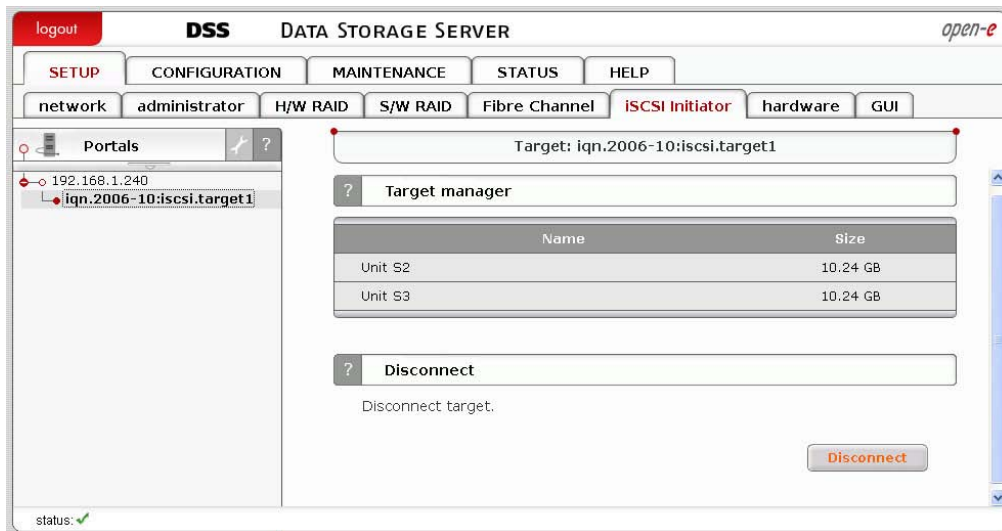 logout DSS DATA STORAGE SERVER open-e
SETUP CONFIGURATION MAINTENANCE STATUS HELP
network administrator H/W RAID S/W RAID Fibre Channel iSCSI Initiator hardware GUI
Portals ?
192.168.1.240
iqn.2006-10:iscsi.target1
Target: iqn.2006-10:iscsi.target1
? Target manager
Name Size
Unit S2 10.24 GB
Unit S3 10.24 GB
? Disconnect
Disconnect target.
Disconnect
status: